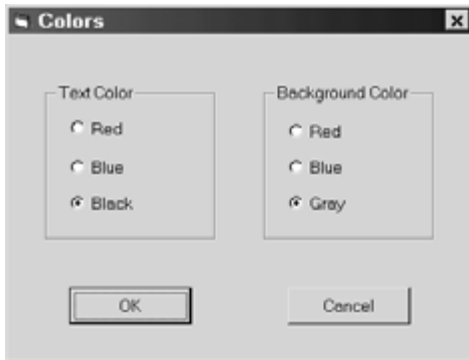 Colors
Text Color
Red
Blue
Black
Background Color
Red
Blue
Gray
OK
Cancel